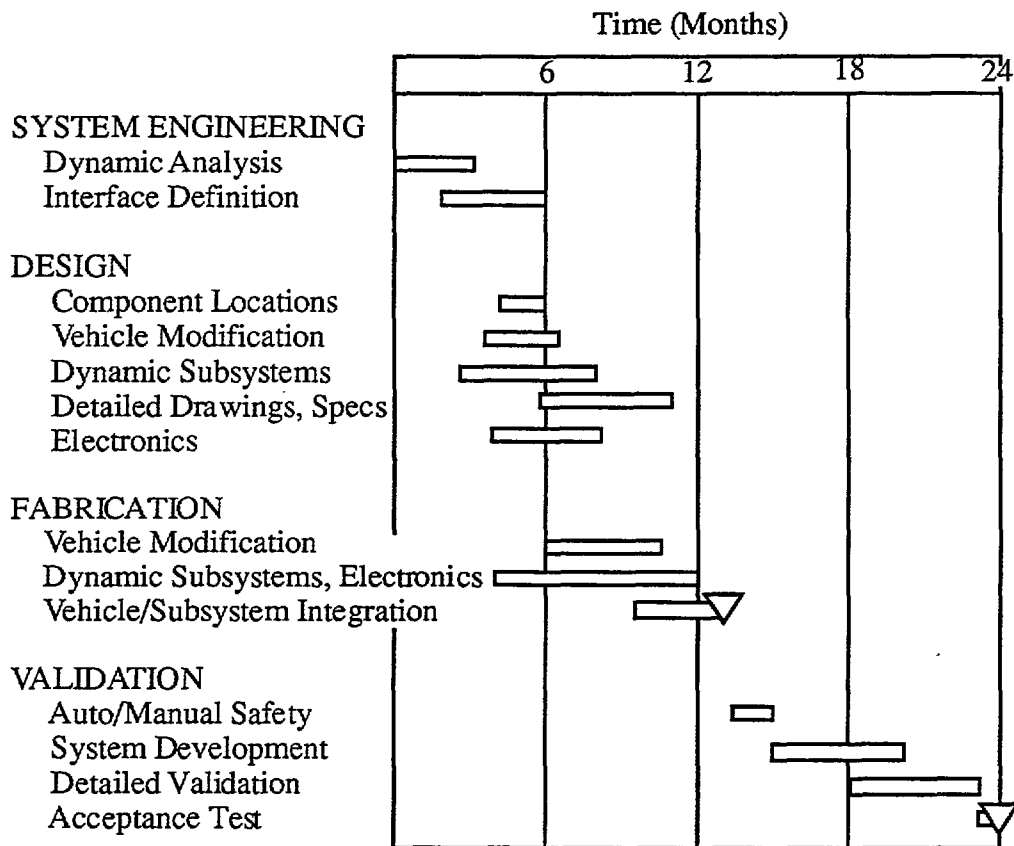 Time (Months)
6 12 18 24
SYSTEM ENGINEERING
Dynamic Analysis
Interface Definition
DESIGN
Component Locations
Vehicle Modification
Dynamic Subsystems
Detailed Drawings, Specs
Electronics
FABRICATION
Vehicle Modification
Dynamic Subsystems, Electronics
Vehicle/Subsystem Integration
VALIDATION
Auto/Manual Safety
System Development
Detailed Validation
Acceptance Test